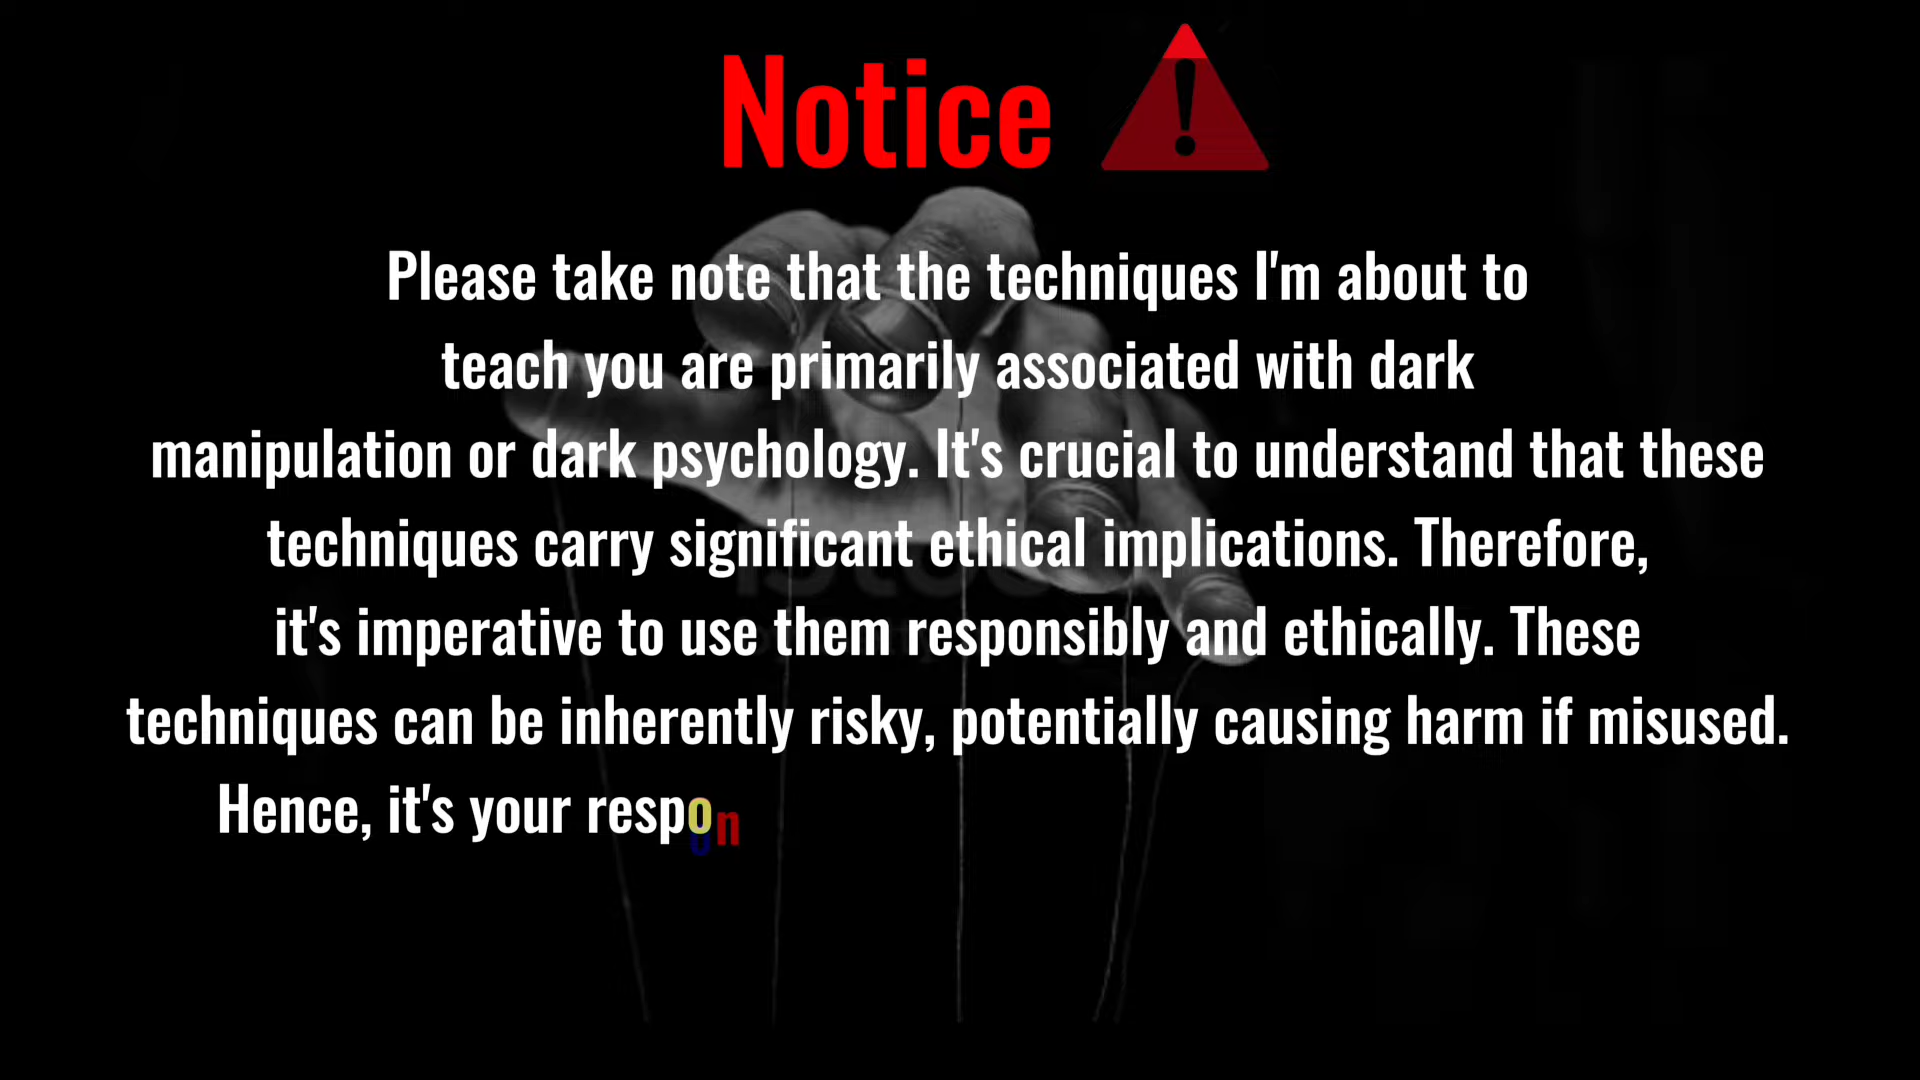 Notice
Please take note that the techniques I'm about to
teach you are primarily associated with dark
manipulation or dark psychology. It's crucial to understand that these
techniques carry significant ethical implications. Therefore,
it's imperative to use them responsibly and ethically. These
techniques can be inherently risky, potentially causing harm if misused.
Hence, it's your respon